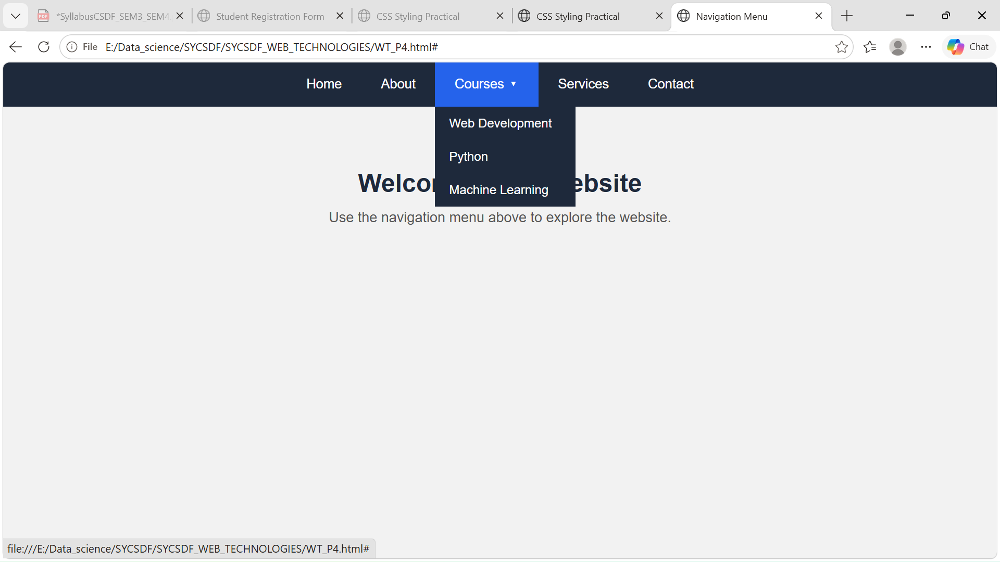 *SyllabusCSDF_SEM3_SEM4
Student Registration Form
CSS Styling Practical
CSS Styling Practical
Navigation Menu
File E:/Data_science/SYCSDF/SYCSDF_WEB_TECHNOLOGIES/WT_P4.html#
Chat
Home About Courses ▼ Services Contact
Web Development
Python
Welco ebsite
Machine Learning
Use the navigation menu above to explore the website.
file:///E:/Data_science/SYCSDF/SYCSDF_WEB_TECHNOLOGIES/WT_P4.html#